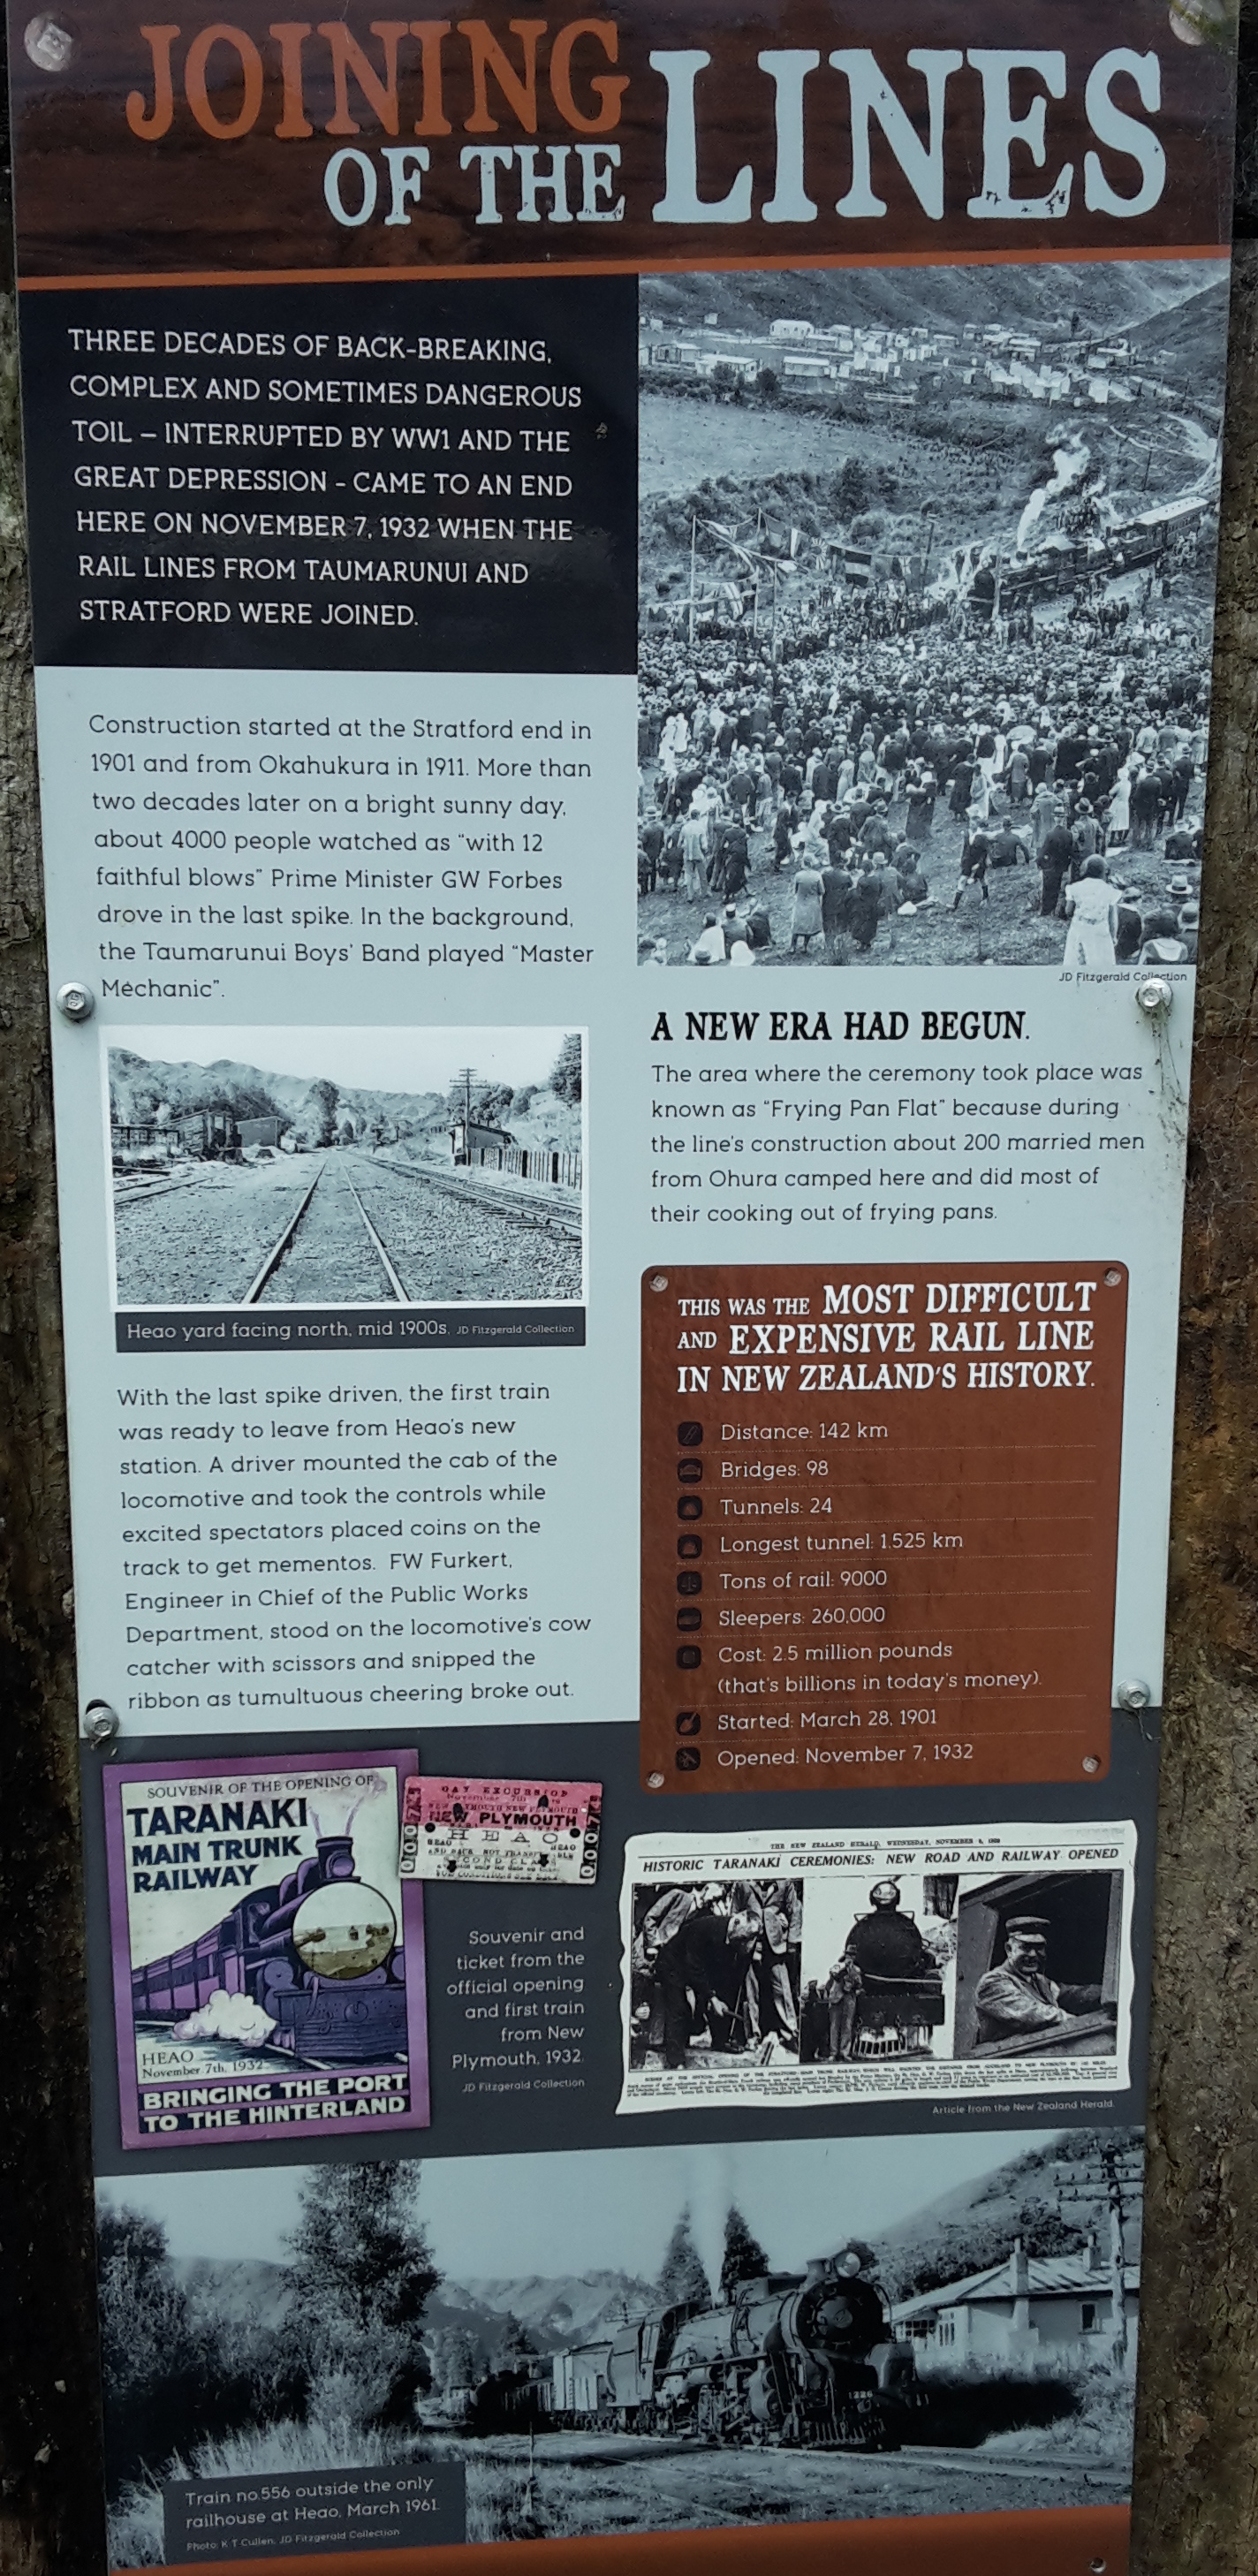 JOINING
OF THE LINES
THREE DECADES OF BACK-BREAKING,
COMPLEX AND SOMETIMES DANGEROUS
TOIL – INTERRUPTED BY WW1 AND THE
GREAT DEPRESSION - CAME TO AN END
HERE ON NOVEMBER 7, 1932 WHEN THE
RAIL LINES FROM TAUMARUNUI AND
STRATFORD WERE JOINED.
Construction started at the Stratford end in
1901 and from Okahukura in 1911. More than
two decades later on a bright sunny day,
about 4000 people watched as "with 12
faithful blows" Prime Minister GW Forbes
drove in the last spike. In the background,
the Taumarunui Boys' Band played "Master
Mechanic".
JD Fitzgerald Collection
Heao yard facing north, mid 1900s. JD Fitzgerald Collection
With the last spike driven, the first train
was ready to leave from Heao's new
station. A driver mounted the cab of the
locomotive and took the controls while
excited spectators placed coins on the
track to get mementos. FW Furkert,
Engineer in Chief of the Public Works
Department, stood on the locomotive's cow
catcher with scissors and snipped the
ribbon as tumultuous cheering broke out.
A NEW ERA HAD BEGUN.
The area where the ceremony took place was
known as "Frying Pan Flat" because during
the line's construction about 200 married men
from Ohura camped here and did most of
their cooking out of frying pans.
THIS WAS THE MOST DIFFICULT
AND EXPENSIVE RAIL LINE
IN NEW ZEALAND'S HISTORY.
Distance: 142 km
Bridges: 98
Tunnels: 24
Longest tunnel: 1.525 km
Tons of rail: 9000
Sleepers: 260,000
Cost: 2.5 million pounds
(that's billions in today's money).
Started: March 28, 1901
Opened: November 7, 1932
SOUVENIR OF THE OPENING OF
TARANAKI
MAIN TRUNK
RAILWAY
HEAO
November 7th, 1932
BRINGING THE PORT
TO THE HINTERLAND
DAY EXCURSION
November 7th
NEW PLYMOUTH
HEAO
SECOND CLASS
Souvenir and
ticket from the
official opening
and first train
from New
Plymouth, 1932.
JD Fitzgerald Collection
THE NEW ZEALAND HERALD, WEDNESDAY, NOVEMBER
HISTORIC TARANAKI CEREMONIES: NEW ROAD AND RAILWAY OPENED
Article from the New Zealand Herald.
1226
Train no.556 outside the only
railhouse at Heao, March 1961.
Photo: K T Cullen, JD Fitzgerald Collection